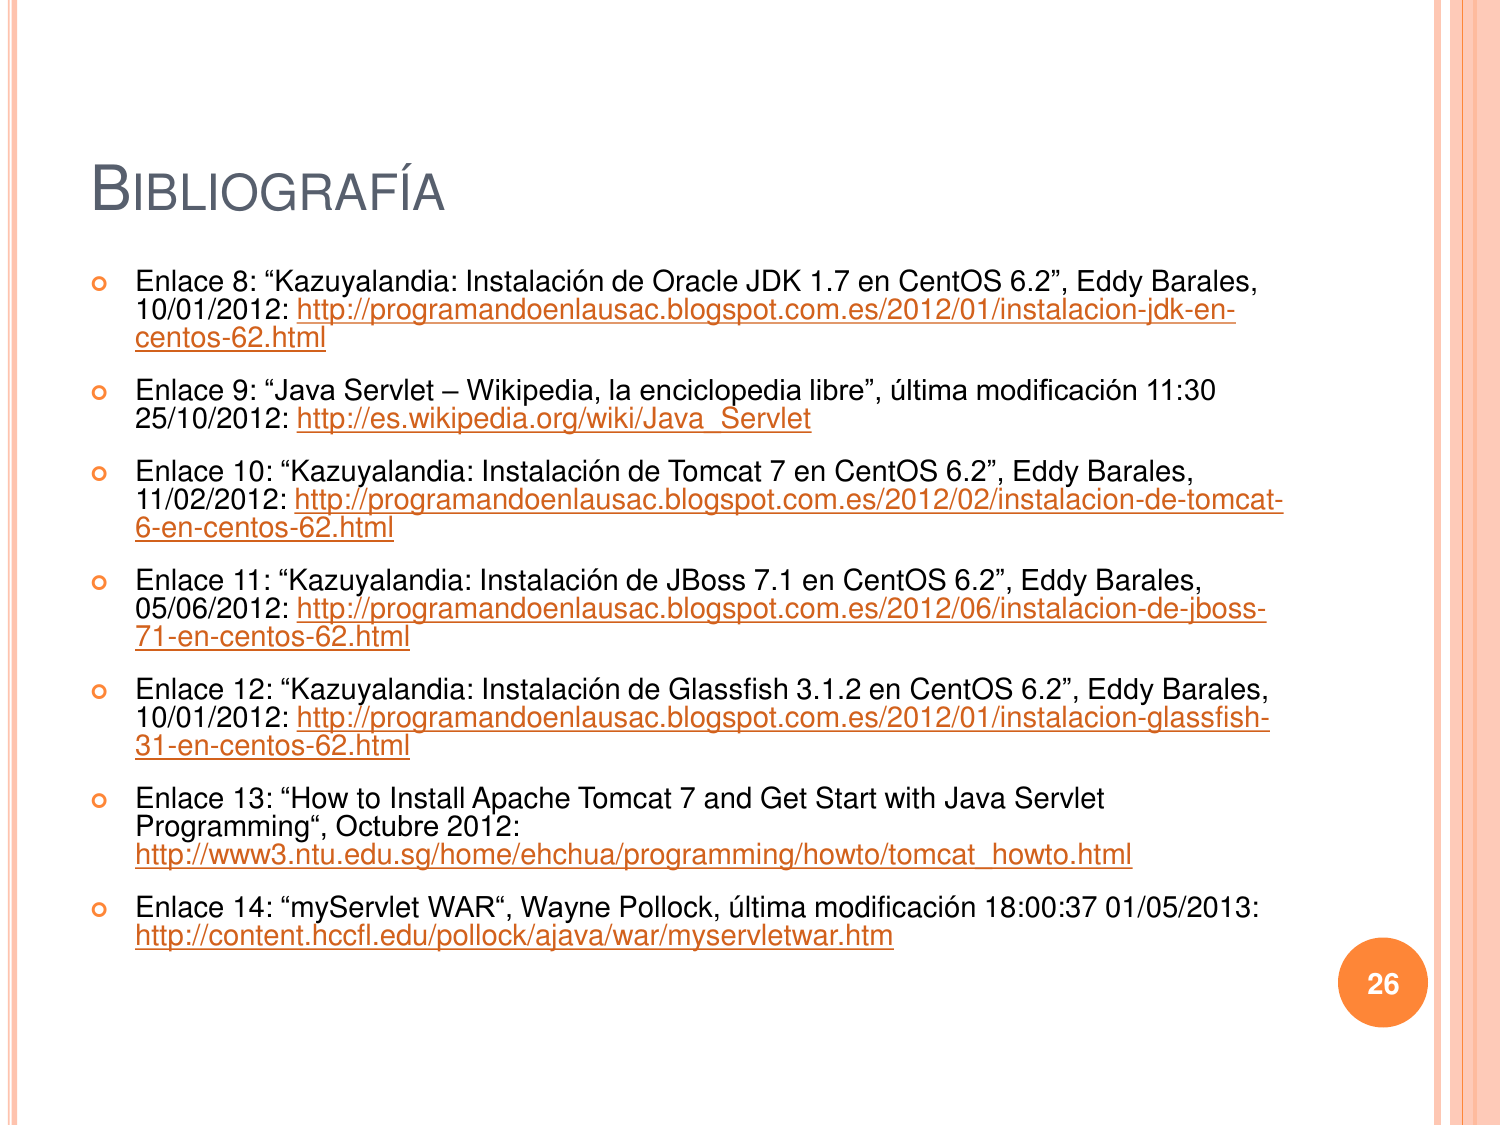 BIBLIOGRAFÍA
Enlace 8: “Kazuyalandia: Instalación de Oracle JDK 1.7 en CentOS 6.2”, Eddy Barales,
10/01/2012: http://programandoenlausac.blogspot.com.es/2012/01/instalacion-jdk-en-
centos-62.html
Enlace 9: “Java Servlet – Wikipedia, la enciclopedia libre”, última modificación 11:30
25/10/2012: http://es.wikipedia.org/wiki/Java_Servlet
Enlace 10: “Kazuyalandia: Instalación de Tomcat 7 en CentOS 6.2”, Eddy Barales,
11/02/2012: http://programandoenlausac.blogspot.com.es/2012/02/instalacion-de-tomcat-
6-en-centos-62.html
Enlace 11: “Kazuyalandia: Instalación de JBoss 7.1 en CentOS 6.2”, Eddy Barales,
05/06/2012: http://programandoenlausac.blogspot.com.es/2012/06/instalacion-de-jboss-
71-en-centos-62.html
Enlace 12: “Kazuyalandia: Instalación de Glassfish 3.1.2 en CentOS 6.2”, Eddy Barales,
10/01/2012: http://programandoenlausac.blogspot.com.es/2012/01/instalacion-glassfish-
31-en-centos-62.html
Enlace 13: “How to Install Apache Tomcat 7 and Get Start with Java Servlet
Programming“, Octubre 2012:
http://www3.ntu.edu.sg/home/ehchua/programming/howto/tomcat_howto.html
Enlace 14: “myServlet WAR“, Wayne Pollock, última modificación 18:00:37 01/05/2013:
http://content.hccfl.edu/pollock/ajava/war/myservletwar.htm
26